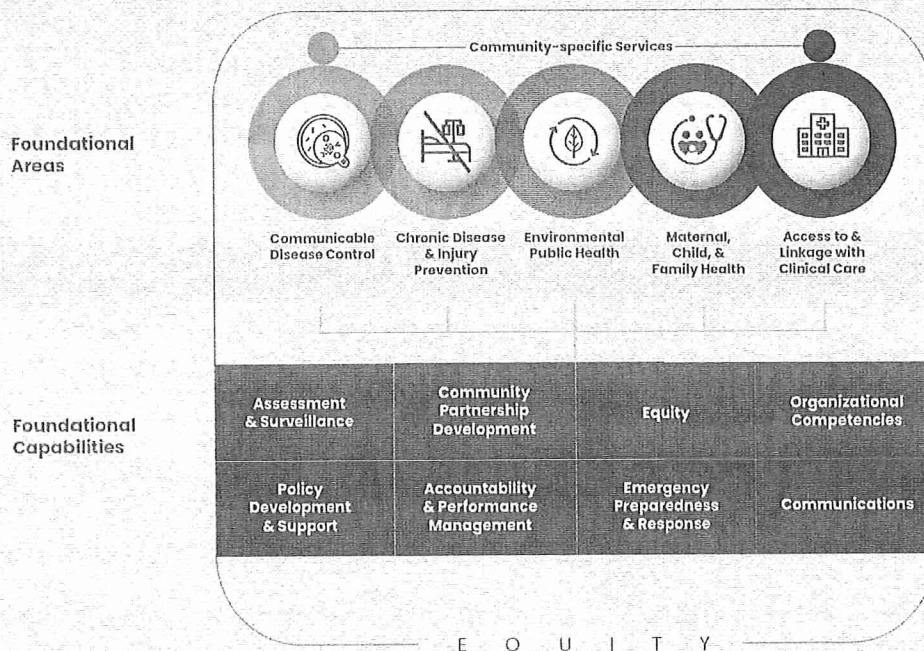 Community-specific Services
Foundational
Areas
Communicable
Disease Control
Chronic Disease
& Injury
Prevention
Environmental
Public Health
Maternal,
Child, &
Family Health
Access to &
Linkage with
Clinical Care
Foundational
Capabilities
Assessment
& Surveillance
Community
Partnership
Development
Equity
Organizational
Competencies
Policy
Development
& Support
Accountability
& Performance
Management
Emergency
Preparedness
& Response
Communications
EQUITY